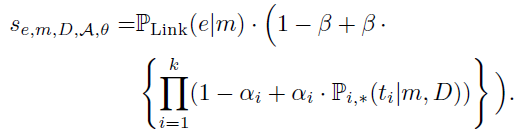 s_{e,m,D,\mathcal{A},\theta} = \mathbb{P}_{\text{Link}}(e|m) \cdot \Big( 1 - \beta + \beta \cdot
\Big\{ \prod_{i=1}^{k} (1 - \alpha_i + \alpha_i \cdot \mathbb{P}_{i,*}(t_i|m, D)) \Big\} \Big).